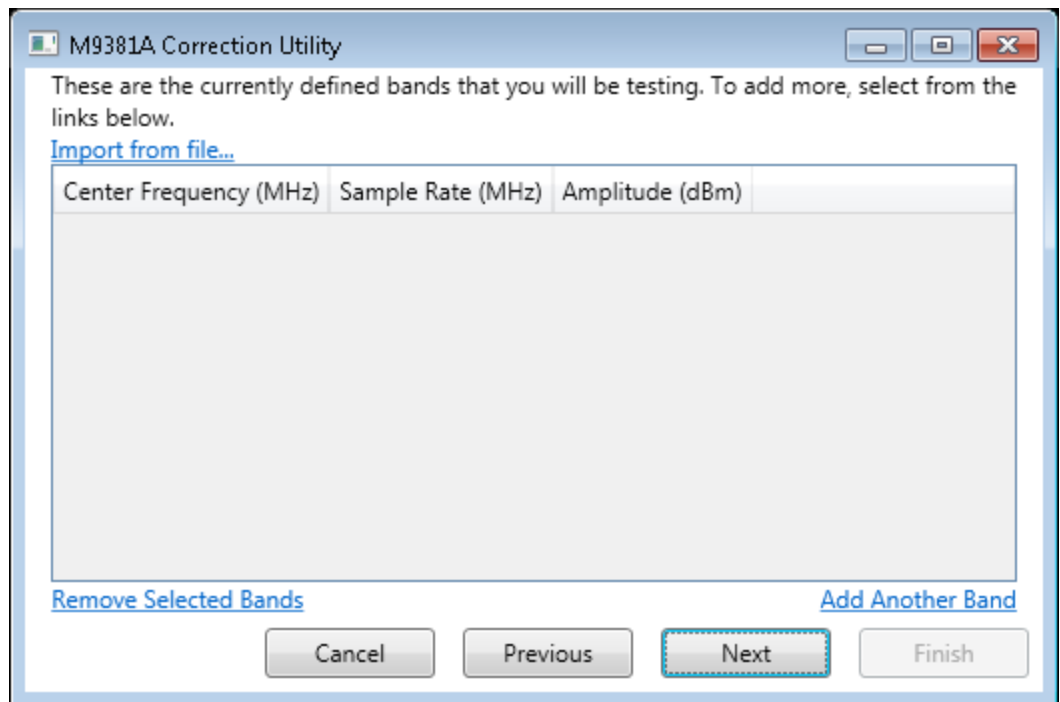 M9381A Correction Utility
These are the currently defined bands that you will be testing. To add more, select from the
links below.
Import from file...
Center Frequency (MHz) Sample Rate (MHz) Amplitude (dBm)
Remove Selected Bands Add Another Band
Cancel Previous Next Finish